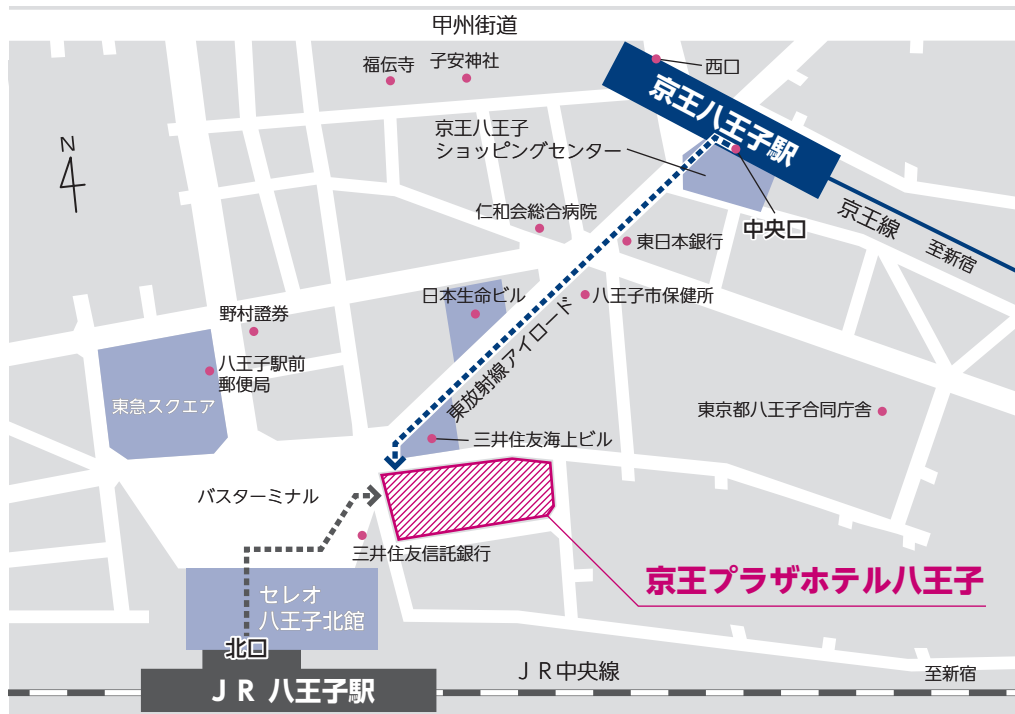 甲州街道
福伝寺
子安神社
西口
京王八王子駅
N
京王八王子
ショッピングセンター
仁和会総合病院
東日本銀行
中央口
京王線
至新宿
日本生命ビル
八王子市保健所
野村證券
八王子駅前
郵便局
東急スクエア
東放射線アイロード
東京都八王子合同庁舎
三井住友海上ビル
バスターミナル
三井住友信託銀行
京王プラザホテル八王子
セレオ
八王子北館
北口
JR 八王子駅
JR中央線
至新宿